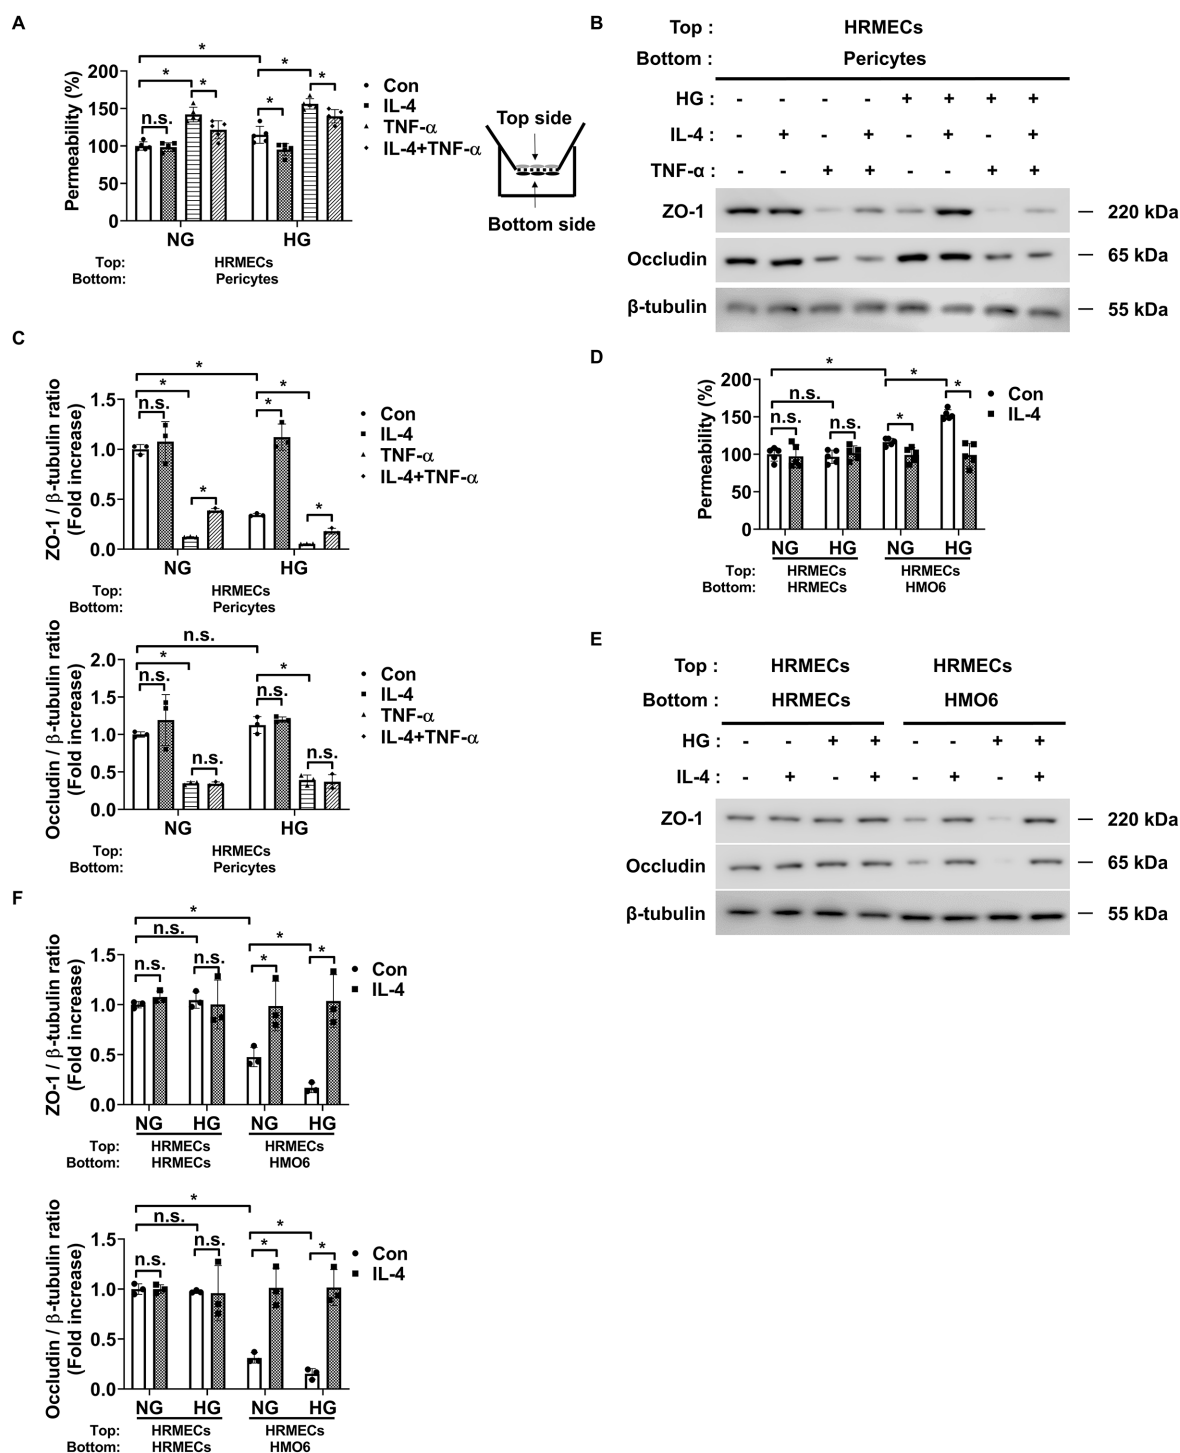 A
Permeability (%)
200
150
100
50
0
*
*
*
n.s.
*
*
*
NG
HG
Top: HRMECs
Bottom: Pericytes
Con
IL-4
TNF-α
IL-4+TNF-α
Top side
Bottom side
B
Top : HRMECs
Bottom : Pericytes
HG : - - - - + + + +
IL-4 : - + - + - + - +
TNF-α : - - + + - - + +
ZO-1 220 kDa
Occludin 65 kDa
β-tubulin 55 kDa
C
ZO-1 / β-tubulin ratio
(Fold increase)
1.5
1.0
0.5
0.0
*
*
n.s.
*
*
*
*
NG
HG
Top: HRMECs
Bottom: Pericytes
Con
IL-4
TNF-α
IL-4+TNF-α
Occludin / β-tubulin ratio
(Fold increase)
2.0
1.5
1.0
0.5
0.0
n.s.
*
n.s.
n.s.
*
n.s.
n.s.
NG
HG
Top: HRMECs
Bottom: Pericytes
Con
IL-4
TNF-α
IL-4+TNF-α
D
Permeability (%)
200
150
100
50
0
*
n.s.
n.s.
n.s.
*
*
*
NG HG NG HG
Top: HRMECs HRMECs
Bottom: HRMECs HMO6
Con
IL-4
E
Top : HRMECs HRMECs
Bottom : HRMECs HMO6
HG : - - + + - - + +
IL-4 : - + - + - + - +
ZO-1 220 kDa
Occludin 65 kDa
β-tubulin 55 kDa
F
ZO-1 / β-tubulin ratio
(Fold increase)
1.5
1.0
0.5
0.0
*
n.s.
n.s.
n.s.
*
*
*
NG HG NG HG
Top: HRMECs HRMECs
Bottom: HRMECs HMO6
Con
IL-4
Occludin / β-tubulin ratio
(Fold increase)
1.5
1.0
0.5
0.0
*
n.s.
n.s.
n.s.
*
*
*
NG HG NG HG
Top: HRMECs HRMECs
Bottom: HRMECs HMO6
Con
IL-4